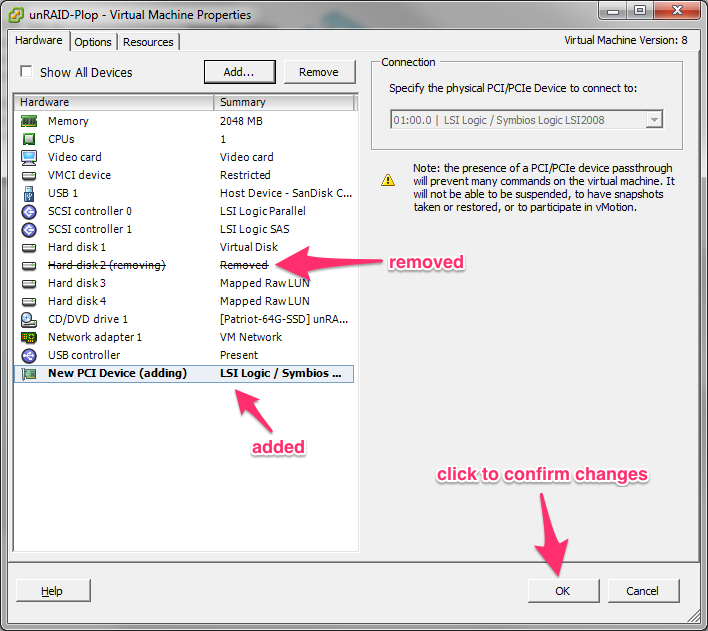 unRAID-Plop - Virtual Machine Properties
Hardware Options Resources Virtual Machine Version: 8
Show All Devices Add... Remove
Hardware Summary
Memory 2048 MB
CPUs 1
Video card Video card
VMCI device Restricted
USB 1 Host Device - SanDisk C...
SCSI controller 0 LSI Logic Parallel
SCSI controller 1 LSI Logic SAS
Hard disk 1 Virtual Disk
Hard disk 2 (removing) Removed
Hard disk 3 Mapped Raw LUN
Hard disk 4 Mapped Raw LUN
CD/DVD drive 1 [Patriot-64G-SSD] unRA...
Network adapter 1 VM Network
USB controller Present
New PCI Device (adding) LSI Logic / Symbios ...
Connection
Specify the physical PCI/PCIe Device to connect to:
01:00.0 | LSI Logic / Symbios Logic LSI2008
Note: the presence of a PCI/PCIe device passthrough
will prevent many commands on the virtual machine. It
will not be able to be suspended, to have snapshots
taken or restored, or to participate in vMotion.
removed
added
click to confirm changes
Help OK Cancel